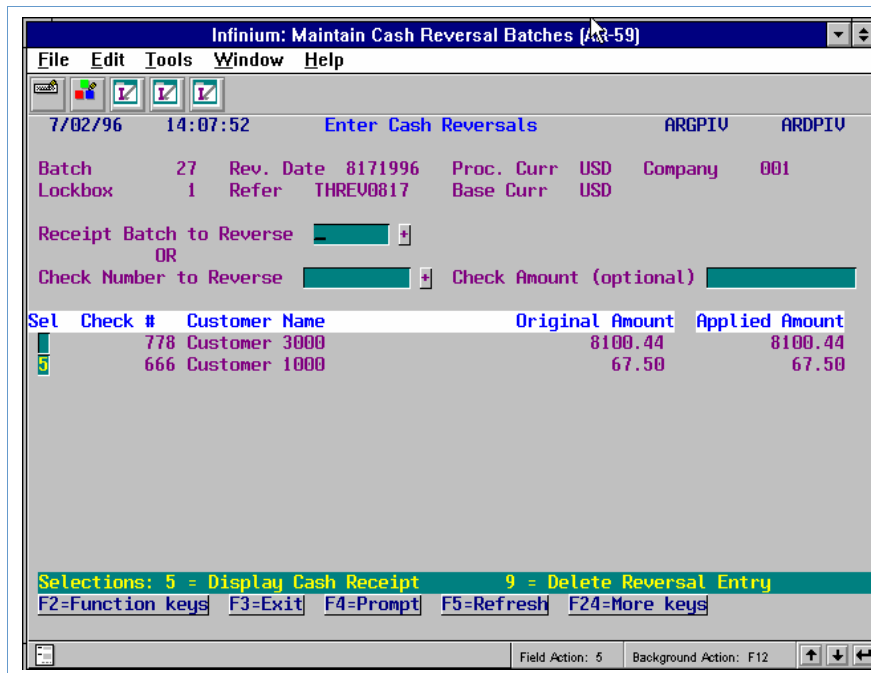 Infinium: Maintain Cash Reversal Batches (AR-59)
File Edit Tools Window Help
7/02/96 14:07:52 Enter Cash Reversals ARGPIV ARDPIV
Batch 27 Rev. Date 8171996 Proc. Curr USD Company 001
Lockbox 1 Refer THREV0817 Base Curr USD
Receipt Batch to Reverse _ +
OR
Check Number to Reverse + Check Amount (optional)
Sel Check # Customer Name Original Amount Applied Amount
778 Customer 3000 8100.44 8100.44
5 666 Customer 1000 67.50 67.50
Selections: 5 = Display Cash Receipt 9 = Delete Reversal Entry
F2=Function keys F3=Exit F4=Prompt F5=Refresh F24=More keys
Field Action: 5 Background Action: F12